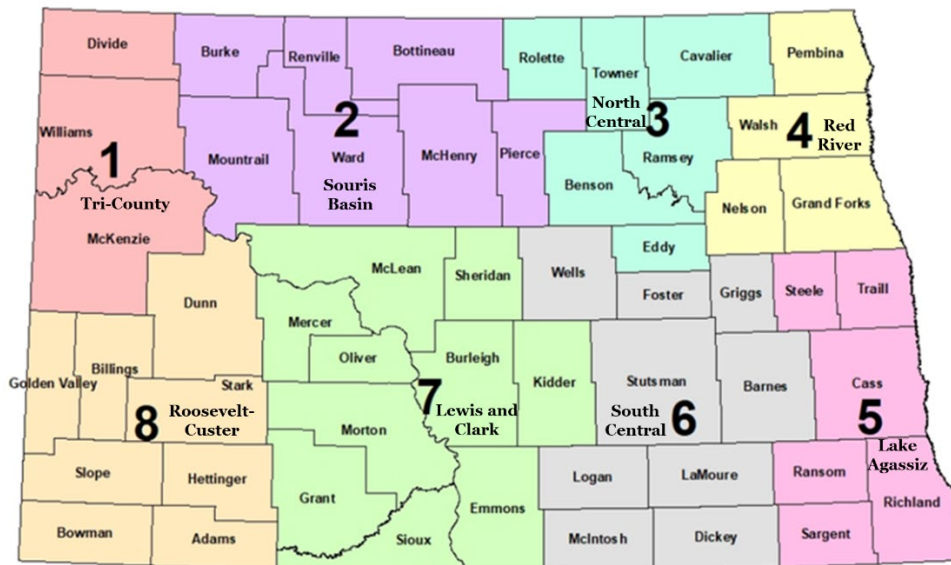 Divide
Burke
Renville
Bottineau
Rolette
Towner
Cavalier
Pembina
Williams
1
Tri-County
McKenzie
2
Mountrail
Ward
Souris
Basin
McHenry
Pierce
North
Central
3
Benson
Ramsey
Eddy
Walsh
4
Red
River
Nelson
Grand Forks
McLean
Sheridan
Wells
Foster
Griggs
Steele
Traill
Dunn
Mercer
Oliver
Burleigh
Kidder
Stutsman
Barnes
Cass
Golden Valley
Billings
Stark
8
Roosevelt-
Custer
7
Lewis and
Clark
South
Central
6
5
Lake
Agassiz
Morton
Slope
Hettinger
Grant
Emmons
Logan
LaMoure
Ransom
Richland
Bowman
Adams
Sioux
McIntosh
Dickey
Sargent